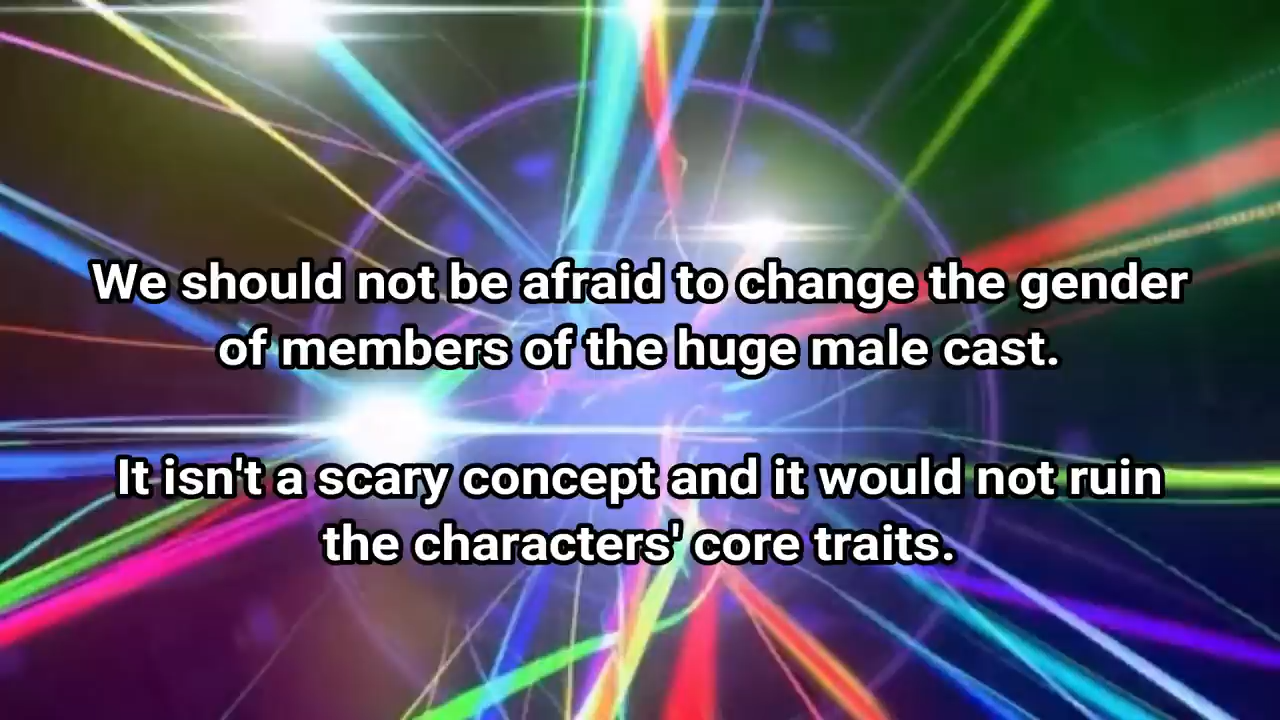 We should not be afraid to change the gender
of members of the huge male cast.
It isn't a scary concept and it would not ruin
the characters' core traits.